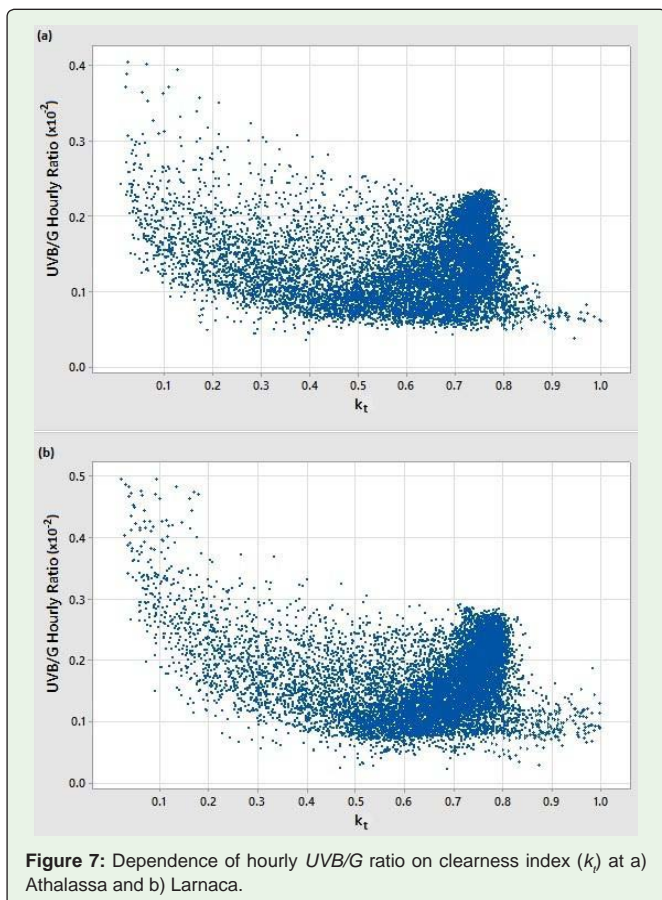 (a)
UVB/G Hourly Ratio (x10⁻²)
0.4
0.3
0.2
0.1
0.0
0.1 0.2 0.3 0.4 0.5 0.6 0.7 0.8 0.9 1.0
kₜ
(b)
UVB/G Hourly Ratio (x10⁻²)
0.5
0.4
0.3
0.2
0.1
0.0
0.1 0.2 0.3 0.4 0.5 0.6 0.7 0.8 0.9 1.0
kₜ
Figure 7: Dependence of hourly UVB/G ratio on clearness index (kₜ) at a)
Athalassa and b) Larnaca.